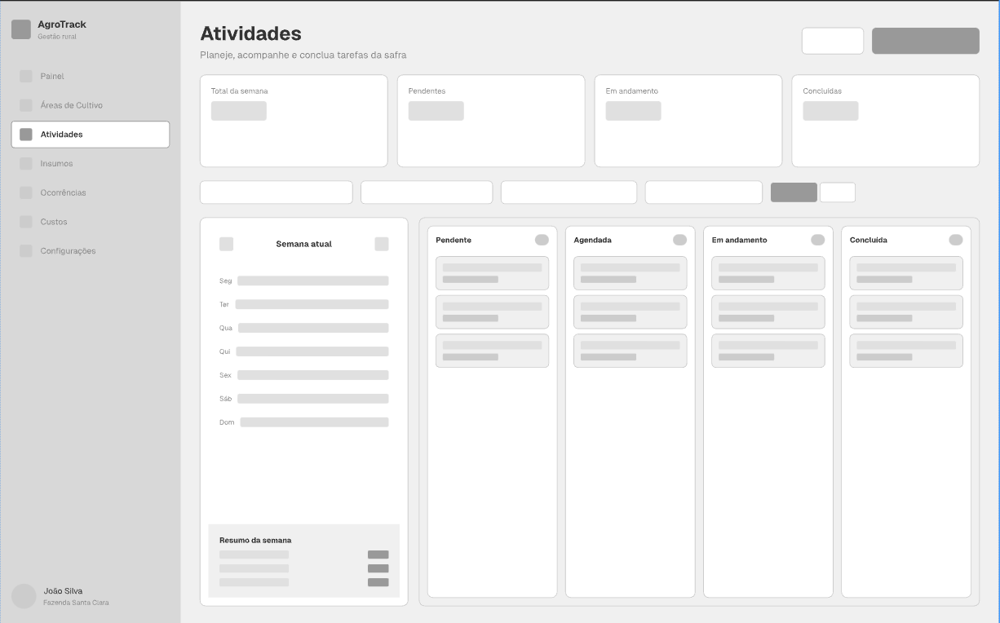 AgroTrack
Gestão rural
Painel
Áreas de Cultivo
Atividades
Insumos
Ocorrências
Custos
Configurações
João Silva
Fazenda Santa Clara
Atividades
Planeje, acompanhe e conclua tarefas da safra
Total da semana
Pendentes
Em andamento
Concluídas
Semana atual
Seg
Ter
Qua
Qui
Sex
Sáb
Dom
Resumo da semana
Pendente
Agendada
Em andamento
Concluída